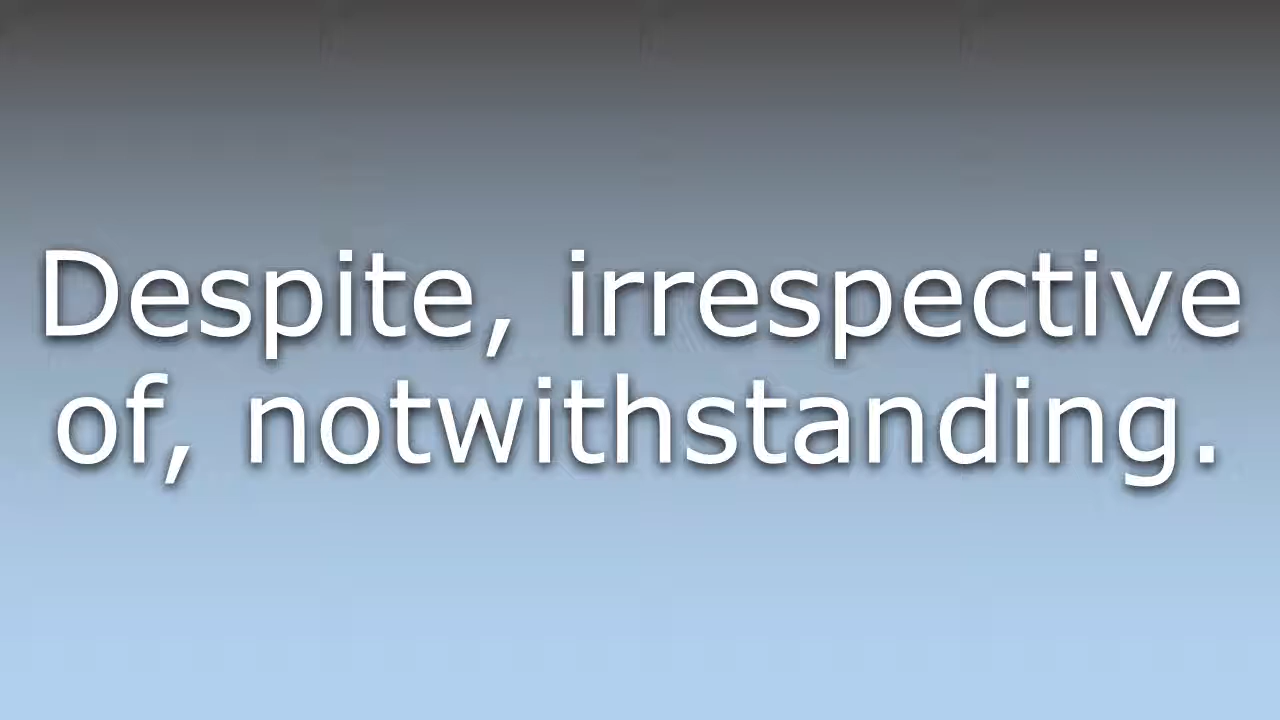 Despite, irrespective
of, notwithstanding.